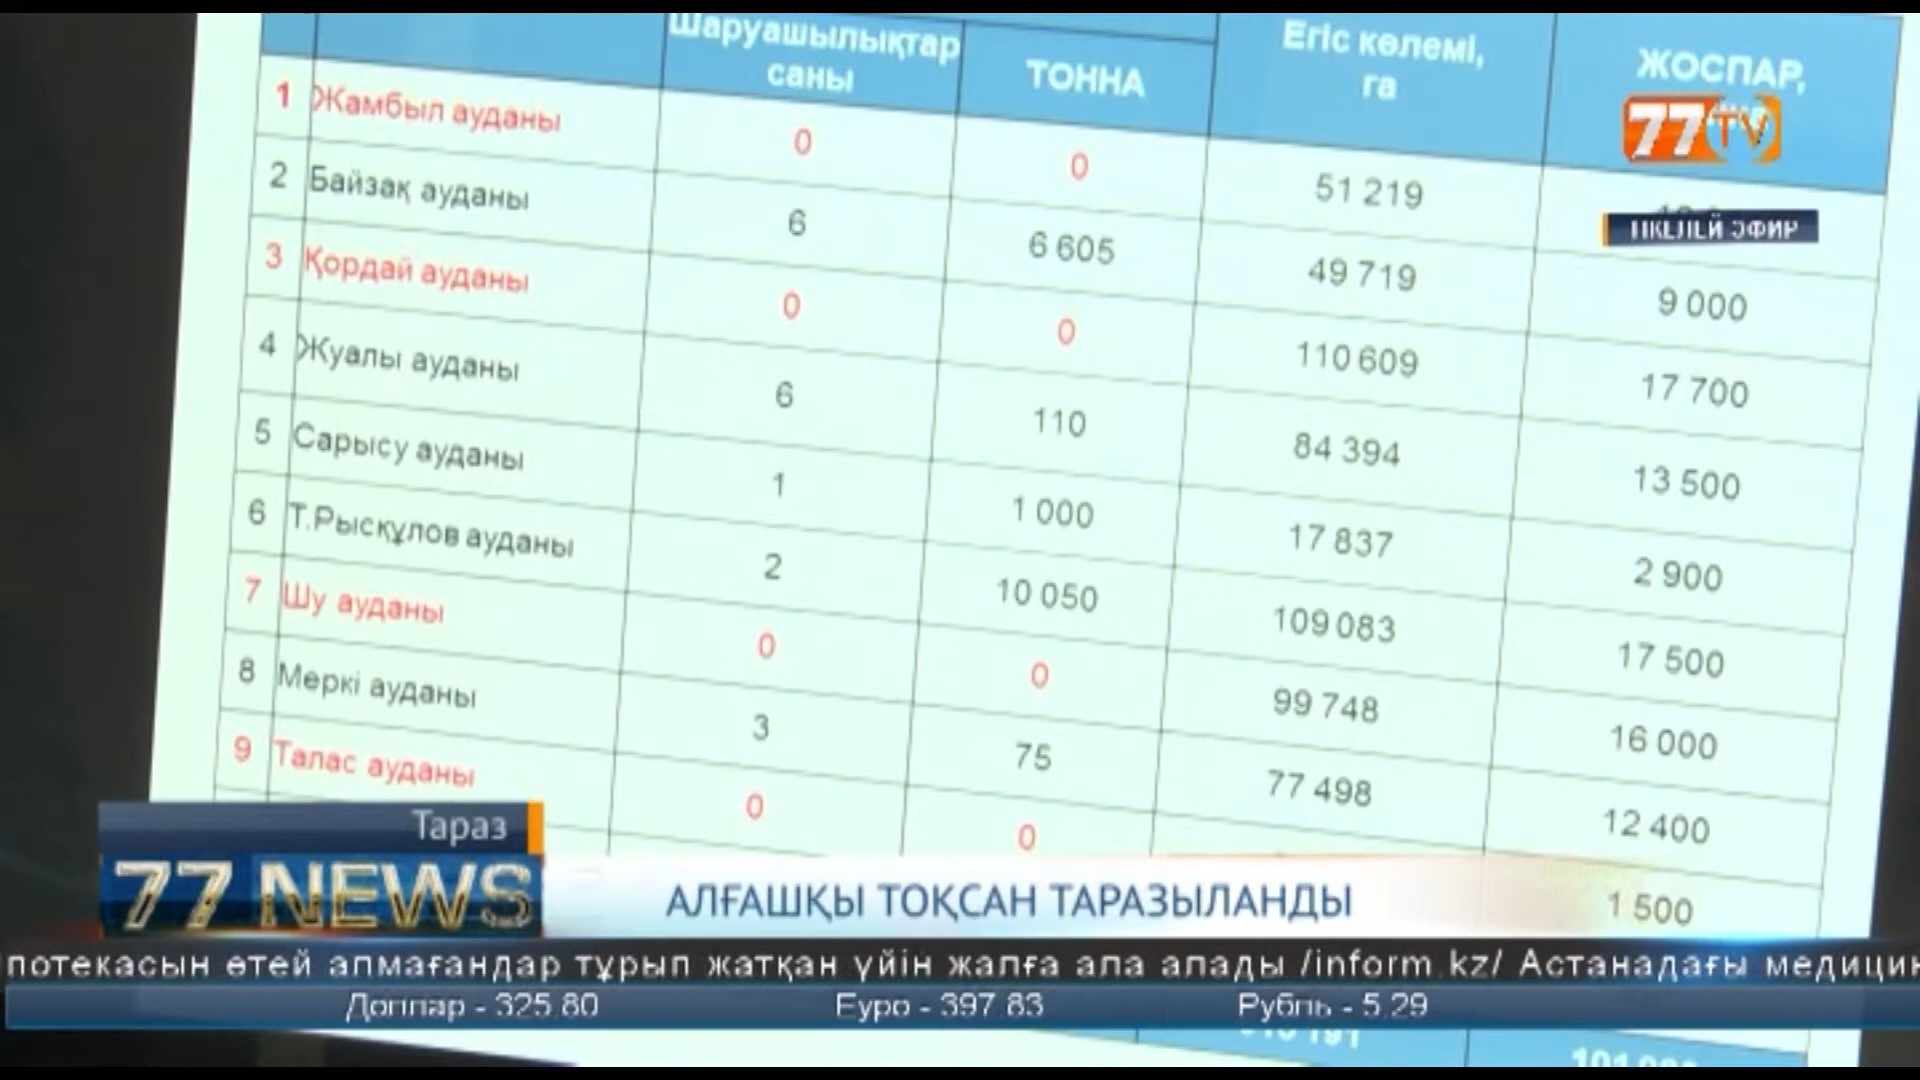 Шаруашылықтар саны
ТОННА
Егіс көлемі, га
ЖОСПАР,
77 TV
1 Жамбыл ауданы 0 0 51 219
ТІКЕЛЕЙ ЭФИР
2 Байзақ ауданы 6 6 605 49 719 9 000
3 Қордай ауданы 0 0 110 609 17 700
4 Жуалы ауданы 6 110 84 394 13 500
5 Сарысу ауданы 1 1 000 17 837 2 900
6 Т.Рысқұлов ауданы 2 10 050 109 083 17 500
7 Шу ауданы 0 0 99 748 16 000
8 Меркі ауданы 3 75 77 498 12 400
9 Талас ауданы 0 0
1 500
Тараз
77 NEWS
АЛҒАШҚЫ ТОҚСАН ТАРАЗЫЛАНДЫ
потекасын өтей алмағандар тұрып жатқан үйін жалға ала алады /inform.kz/ Астанадағы медицин
Доллар - 325.80 Еуро - 397.83 Рубль - 5.29